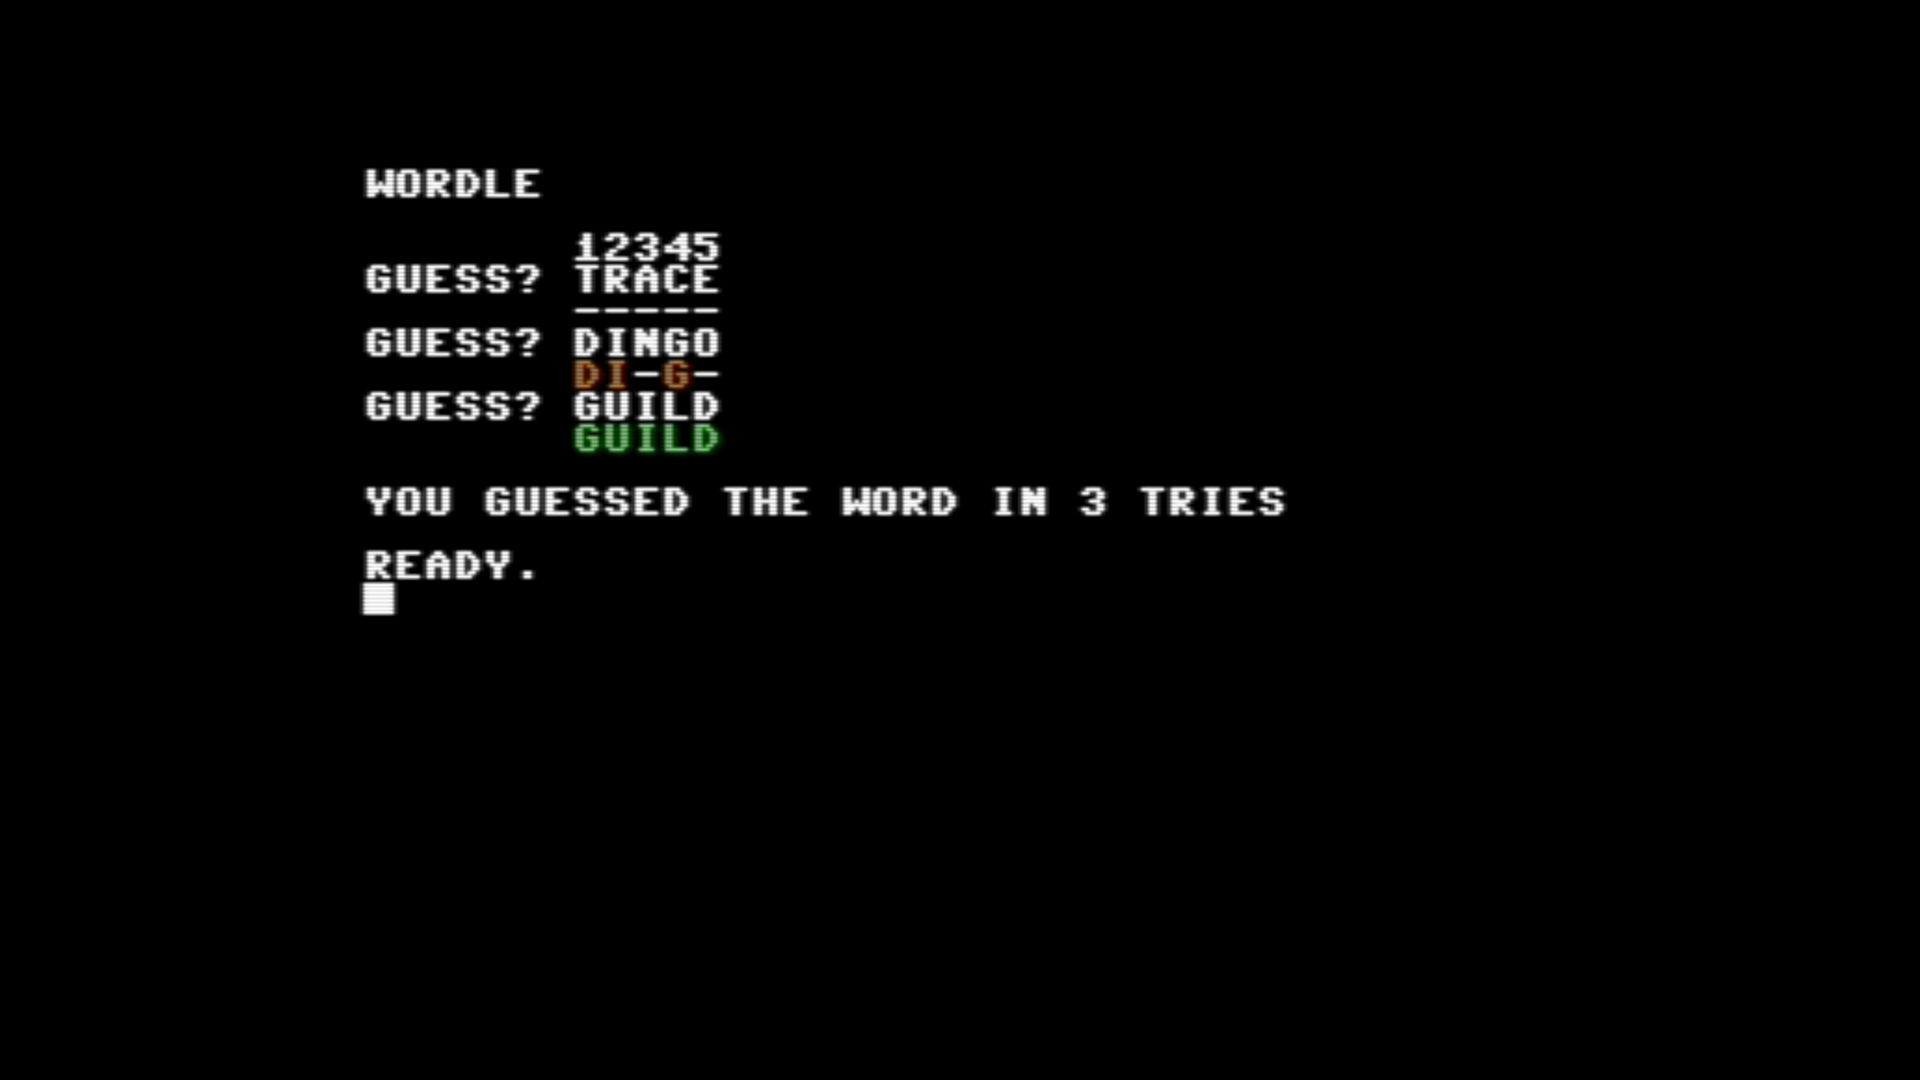 WORDLE
12345
GUESS? TRACE
-----
GUESS? DINGO
DI-G-
GUESS? GUILD
GUILD
YOU GUESSED THE WORD IN 3 TRIES
READY.